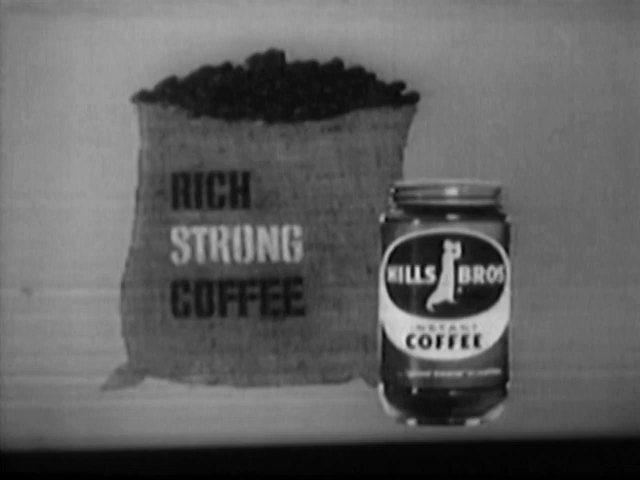 RICH
STRONG
COFFEE
HILLS BROS
INSTANT
COFFEE